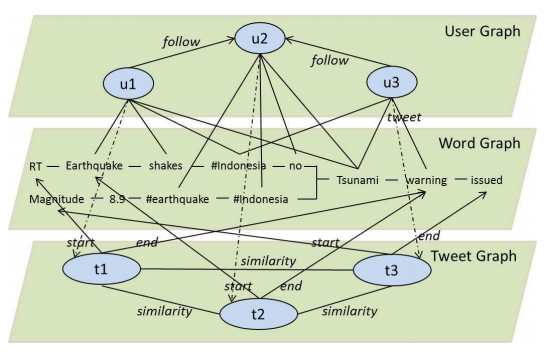 User Graph
u2
follow
follow
u1
u3
tweet
Word Graph
RT Earthquake shakes #Indonesia no
Tsunami warning issued
Magnitude 8.9 #earthquake #Indonesia
start end start end
Tweet Graph
t1 similarity t3
start end
similarity t2 similarity